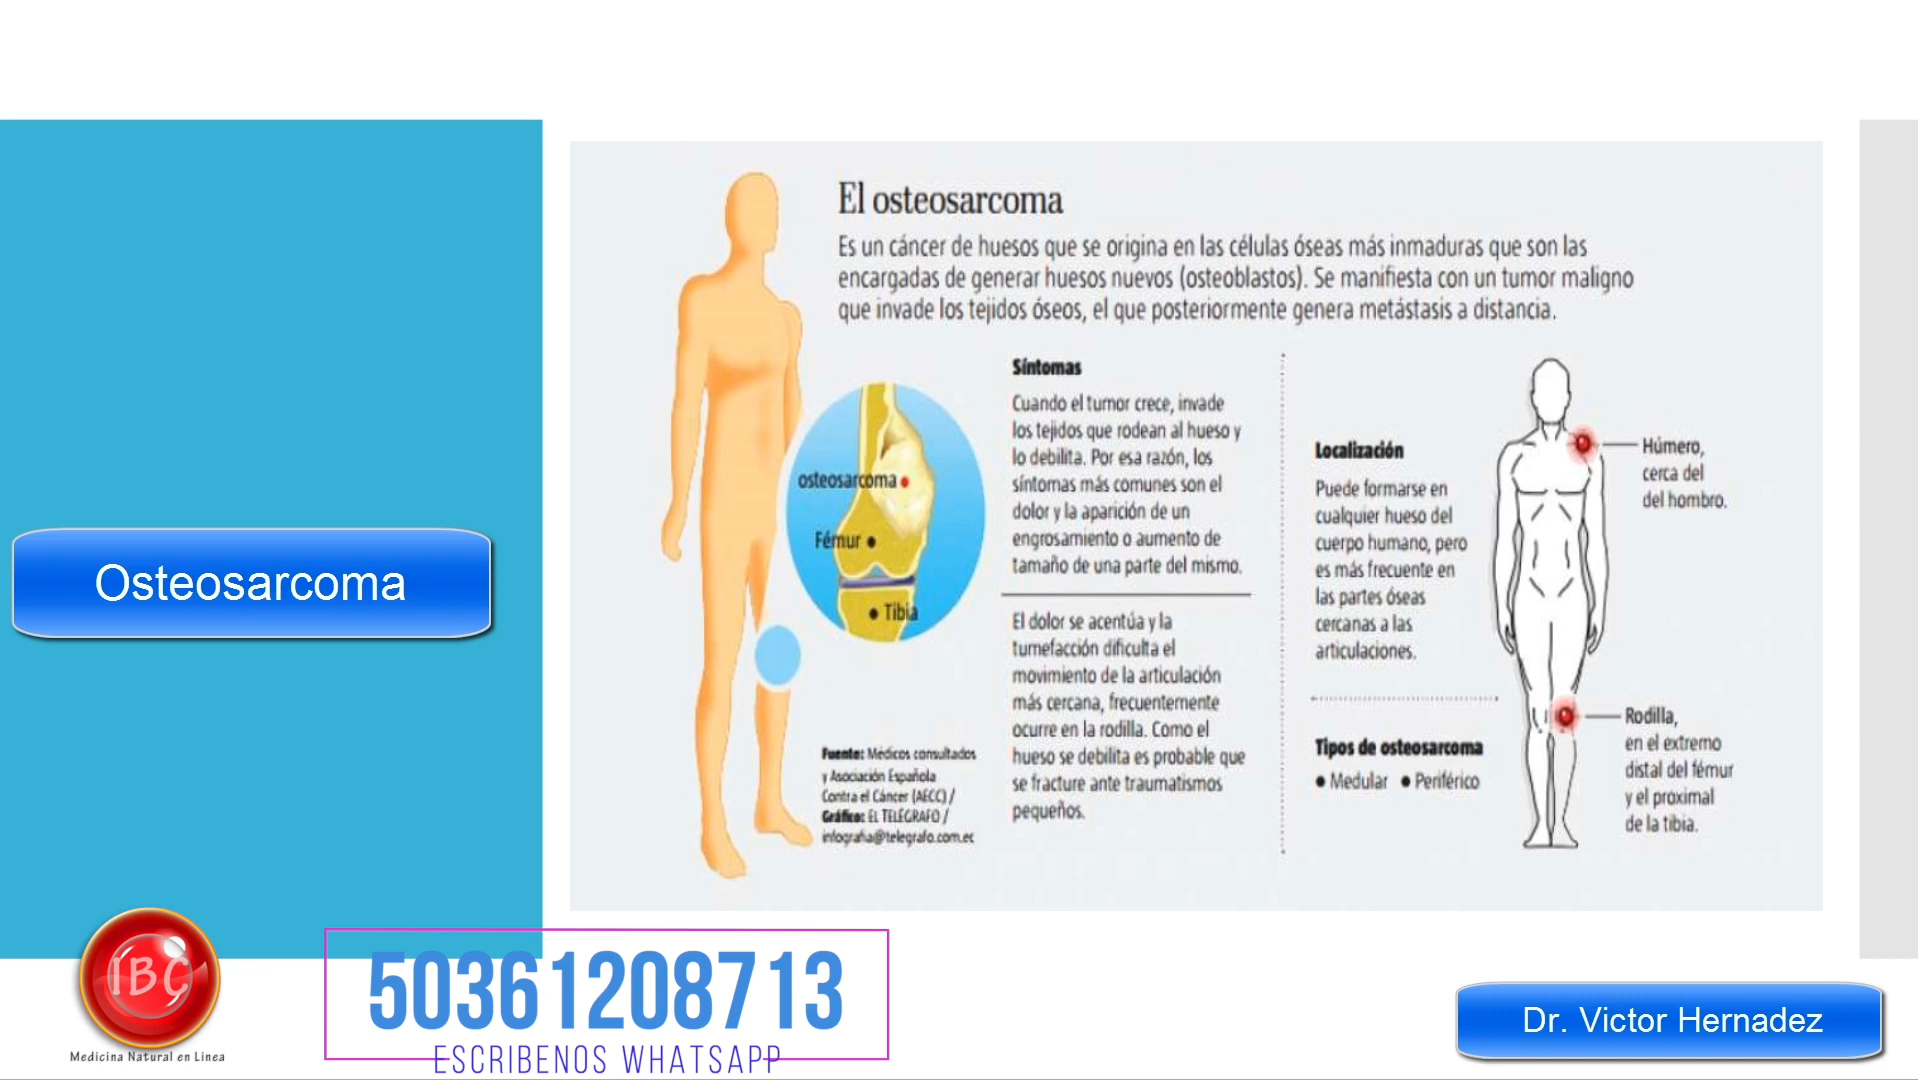 El osteosarcoma
Es un cáncer de huesos que se origina en las células óseas más inmaduras que son las
encargadas de generar huesos nuevos (osteoblastos). Se manifiesta con un tumor maligno
que invade los tejidos óseos, el que posteriormente genera metástasis a distancia.
Osteosarcoma
osteosarcoma
Fémur
Tibia
Síntomas
Cuando el tumor crece, invade
los tejidos que rodean al hueso y
lo debilita. Por esa razón, los
síntomas más comunes son el
dolor y la aparición de un
engrosamiento o aumento de
tamaño de una parte del mismo.
El dolor se acentúa y la
tumefacción dificulta el
movimiento de la articulación
más cercana, frecuentemente
ocurre en la rodilla. Como el
hueso se debilita es probable que
se fracture ante traumatismos
pequeños.
Fuente: Médicos consultados
y Asociación Española
Contra el Cáncer (AECC) /
Gráfico: EL TELÉGRAFO /
infografia@telegrafo.com.ec
Localización
Puede formarse en
cualquier hueso del
cuerpo humano, pero
es más frecuente en
las partes óseas
cercanas a las
articulaciones.
Tipos de osteosarcoma
● Medular ● Periférico
Húmero,
cerca del
del hombro.
Rodilla,
en el extremo
distal del fémur
y el proximal
de la tibia.
IBC
Medicina Natural en Linea
50361208713
ESCRIBENOS WHATSAPP
Dr. Victor Hernadez